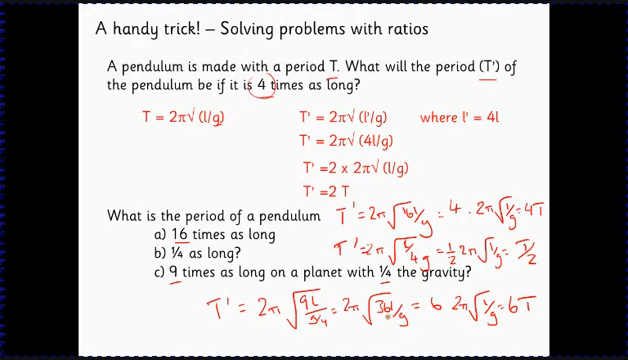 A handy trick! – Solving problems with ratios
A pendulum is made with a period T. What will the period (T') of
the pendulum be if it is 4 times as long?
T = 2π√(l/g)
T' = 2π√(l'/g) where l' = 4l
T' = 2π√(4l/g)
T' =2 x 2π√(l/g)
T' =2 T
What is the period of a pendulum
T' = 2π√16l/g = 4 . 2π√l/g = 4T
a) 16 times as long
b) ¼ as long?
T' = 2π√l/4g = 1/2 2π√l/g = T/2
c) 9 times as long on a planet with ¼ the gravity?
T' = 2π√9l/g/4 = 2π√36l/g = 6 2π√l/g = 6T